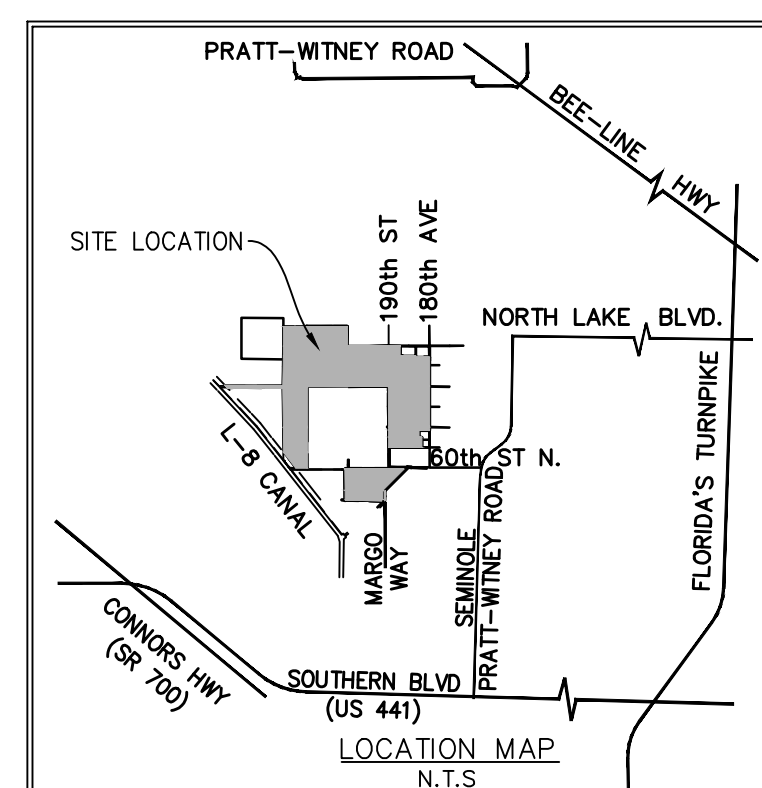 PRATT-WITNEY ROAD
BEE-LINE
HWY
SITE LOCATION
190th ST
180th AVE
NORTH LAKE BLVD.
FLORIDA'S TURNPIKE
L-8 CANAL
60th ST N.
MARGO
WAY
SEMINOLE
PRATT-WITNEY ROAD
CONNORS HWY
(SR 700)
SOUTHERN BLVD
(US 441)
LOCATION MAP
N.T.S